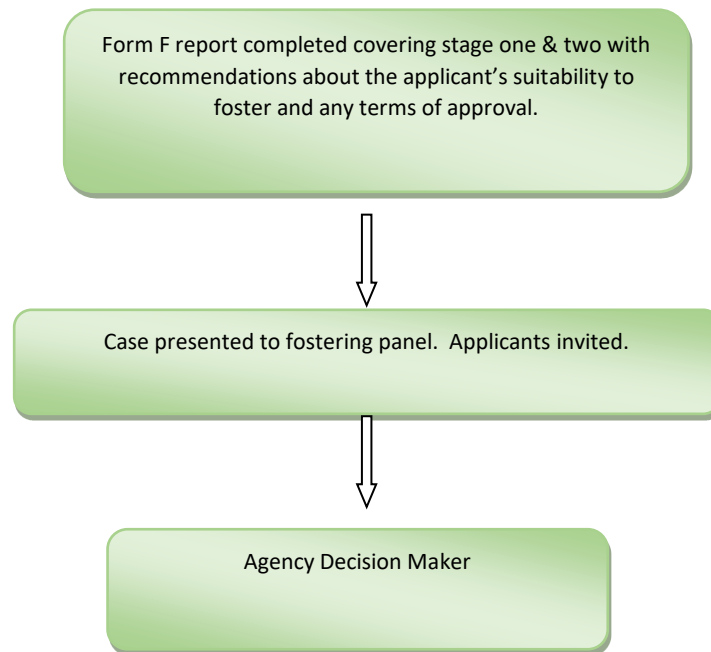 Form F report completed covering stage one & two with
recommendations about the applicant’s suitability to
foster and any terms of approval.
Case presented to fostering panel.  Applicants invited.
Agency Decision Maker